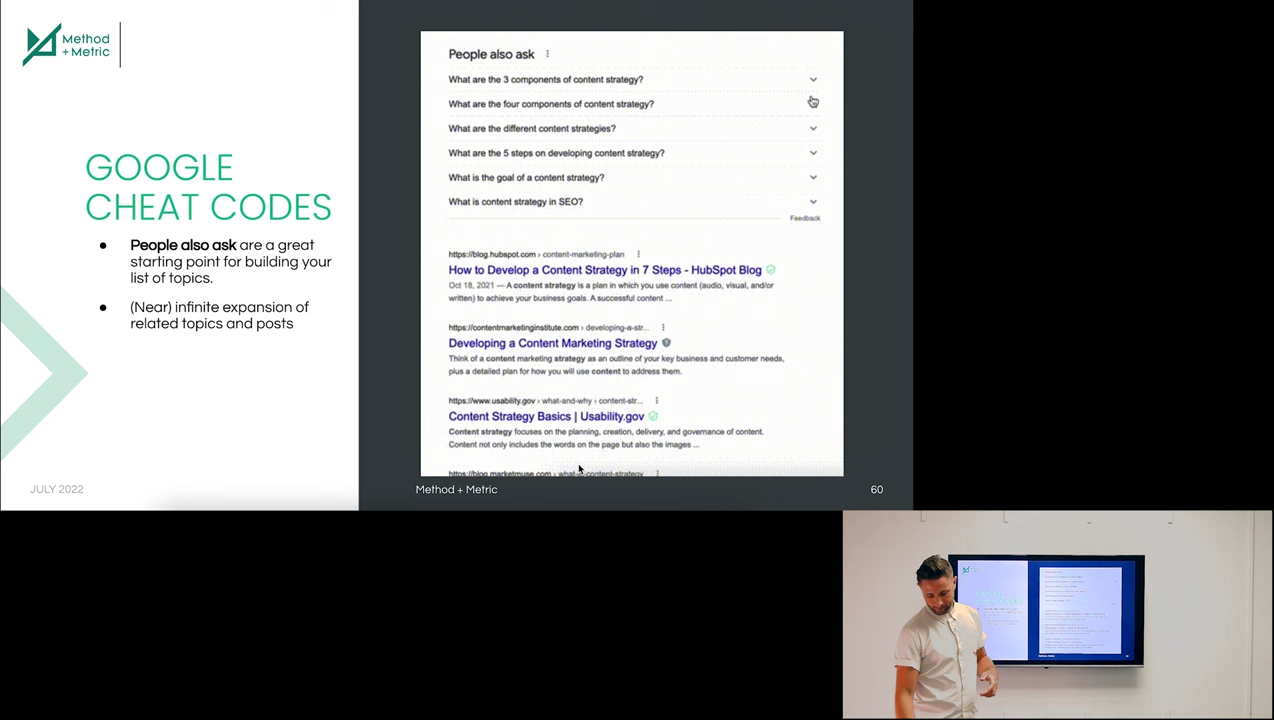 Method
+ Metric
GOOGLE
CHEAT CODES
● People also ask are a great
starting point for building your
list of topics.
● (Near) infinite expansion of
related topics and posts
JULY 2022
People also ask
What are the 3 components of content strategy?
What are the four components of content strategy?
What are the different content strategies?
What are the 5 steps on developing content strategy?
What is the goal of a content strategy?
What is content strategy in SEO?
Feedback
https://blog.hubspot.com › content-marketing-plan
How to Develop a Content Strategy in 7 Steps - HubSpot Blog
Oct 18, 2021 — A content strategy is a plan in which you use content (audio, visual, and/or
written) to achieve your business goals. A successful content ...
https://contentmarketinginstitute.com › developing-a-str...
Developing a Content Marketing Strategy
Think of a content marketing strategy as an outline of your key business and customer needs,
plus a detailed plan for how you will use content to address them.
https://www.usability.gov › what-and-why › content-str...
Content Strategy Basics | Usability.gov
Content strategy focuses on the planning, creation, delivery, and governance of content.
Content not only includes the words on the page but also the images ...
https://blog.marketmuse.com › what-is-content-strategy
Method + Metric
60